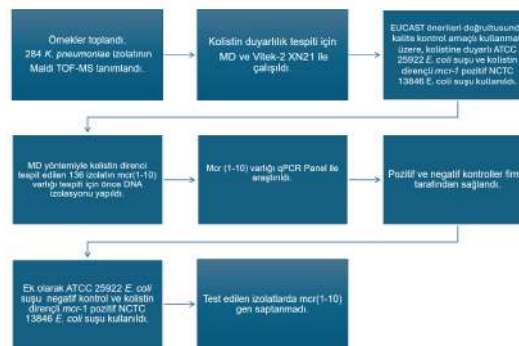 Örnekler toplandı.
284 K. pneumoniae izolatının
Maldi TOF-MS tanımlandı.
Kolistin duyarlılık tespiti için
MD ve Vitek-2 XN21 ile
çalışıldı.
EUCAST önerileri doğrultusunda
kalite kontrol amaçlı kullanmak
üzere, kolistine duyarlı ATCC
25922 E. coli suşu ve kolistin
dirençli mcr-1 pozitif NCTC
13846 E. coli suşu kullanıldı.
MD yöntemiyle kolistin direnci
tespit edilen 136 izolatın mcr(1-10)
varlığı tespiti için önce DNA
izolasyonu yapıldı.
Mcr (1-10) varlığı qPCR Panel ile
araştırıldı.
Pozitif ve negatif kontroller firma
tarafından sağlandı.
Ek olarak ATCC 25922 E. coli
suşu negatif kontrol ve kolistin
dirençli mcr-1 pozitif NCTC
13846 E. coli suşu kullanıldı.
Test edilen izolatlarda mcr(1-10)
gen saptanmadı.